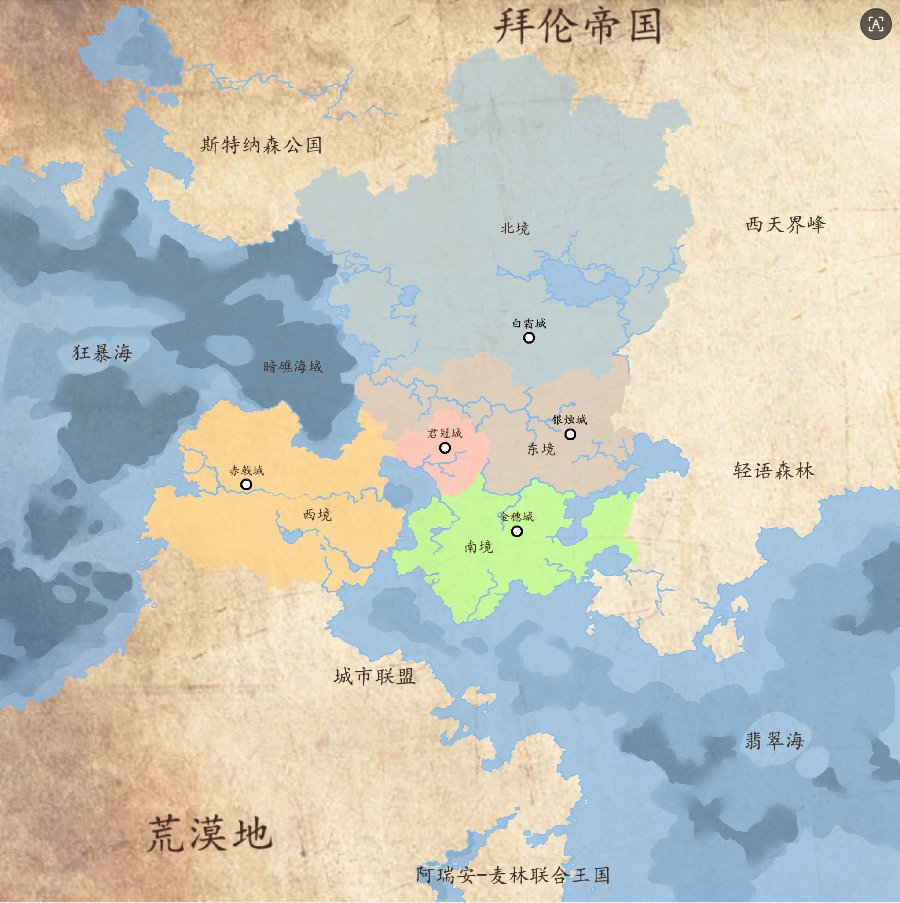 拜伦帝国
斯特纳森公国
北境
西天界峰
白霜城
狂暴海
暗礁海域
银烛城
君冠城
东境
赤戟城
轻语森林
西境
金穗城
南境
城市联盟
翡翠海
荒漠地
阿瑞安-麦林联合王国